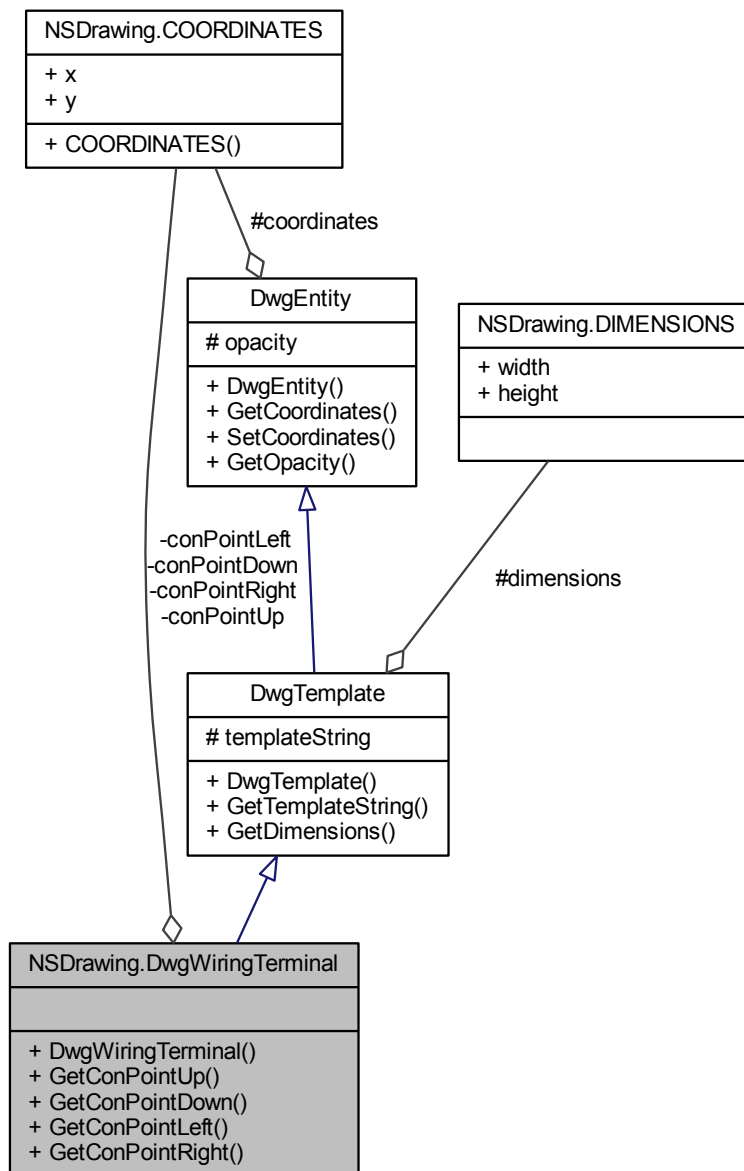 NSDrawing.COORDINATES
+ x
+ y
+ COORDINATES()
#coordinates
DwgEntity
# opacity
+ DwgEntity()
+ GetCoordinates()
+ SetCoordinates()
+ GetOpacity()
NSDrawing.DIMENSIONS
+ width
+ height
-conPointLeft
-conPointDown
-conPointRight
-conPointUp
#dimensions
DwgTemplate
# templateString
+ DwgTemplate()
+ GetTemplateString()
+ GetDimensions()
NSDrawing.DwgWiringTerminal
+ DwgWiringTerminal()
+ GetConPointUp()
+ GetConPointDown()
+ GetConPointLeft()
+ GetConPointRight()